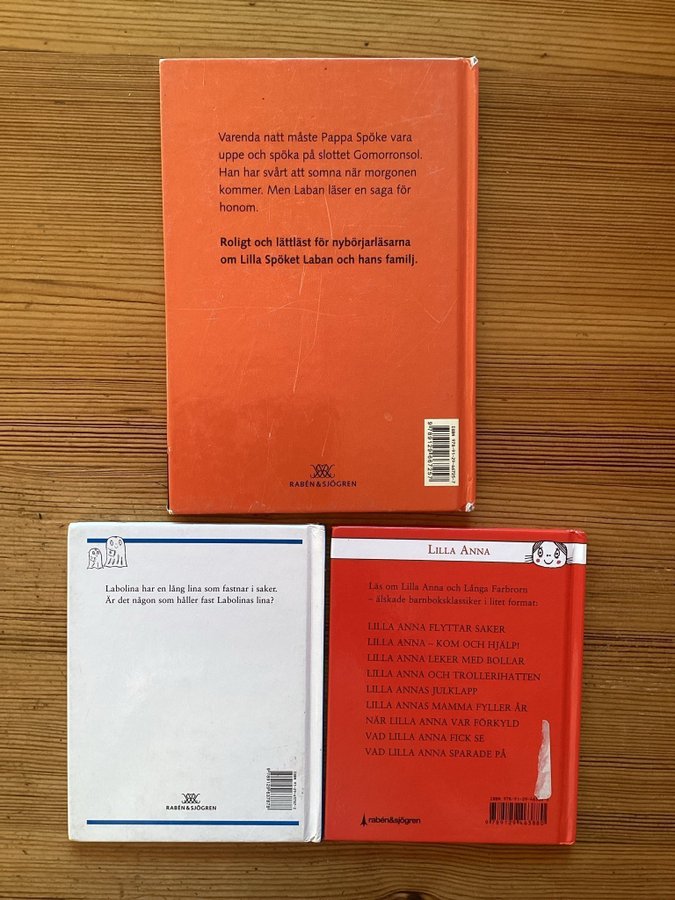 Varenda natt måste Pappa Spöke vara
uppe och spöka på slottet Gomorronsol.
Han har svårt att somna när morgonen
kommer. Men Laban läser en saga för
honom.
Roligt och lättläst för nybörjarläsarna
om Lilla Spöket Laban och hans familj.
RABÉN&SJÖGREN
Labolina har en lång lina som fastnar i saker.
Är det någon som håller fast Labolinas lina?
RABÉN&SJÖGREN
LILLA ANNA
Läs om Lilla Anna och Långa Farbrorn
– älskade barnboksklassiker i litet format:
LILLA ANNA FLYTTAR SAKER
LILLA ANNA – KOM OCH HJÄLP!
LILLA ANNA LEKER MED BOLLAR
LILLA ANNA OCH TROLLERIHATTEN
LILLA ANNAS JULKLAPP
LILLA ANNAS MAMMA FYLLER ÅR
NÄR LILLA ANNA VAR FÖRKYLD
VAD LILLA ANNA FICK SE
VAD LILLA ANNA SPARADE PÅ
ISBN 978-91-29-
rabén&sjögren